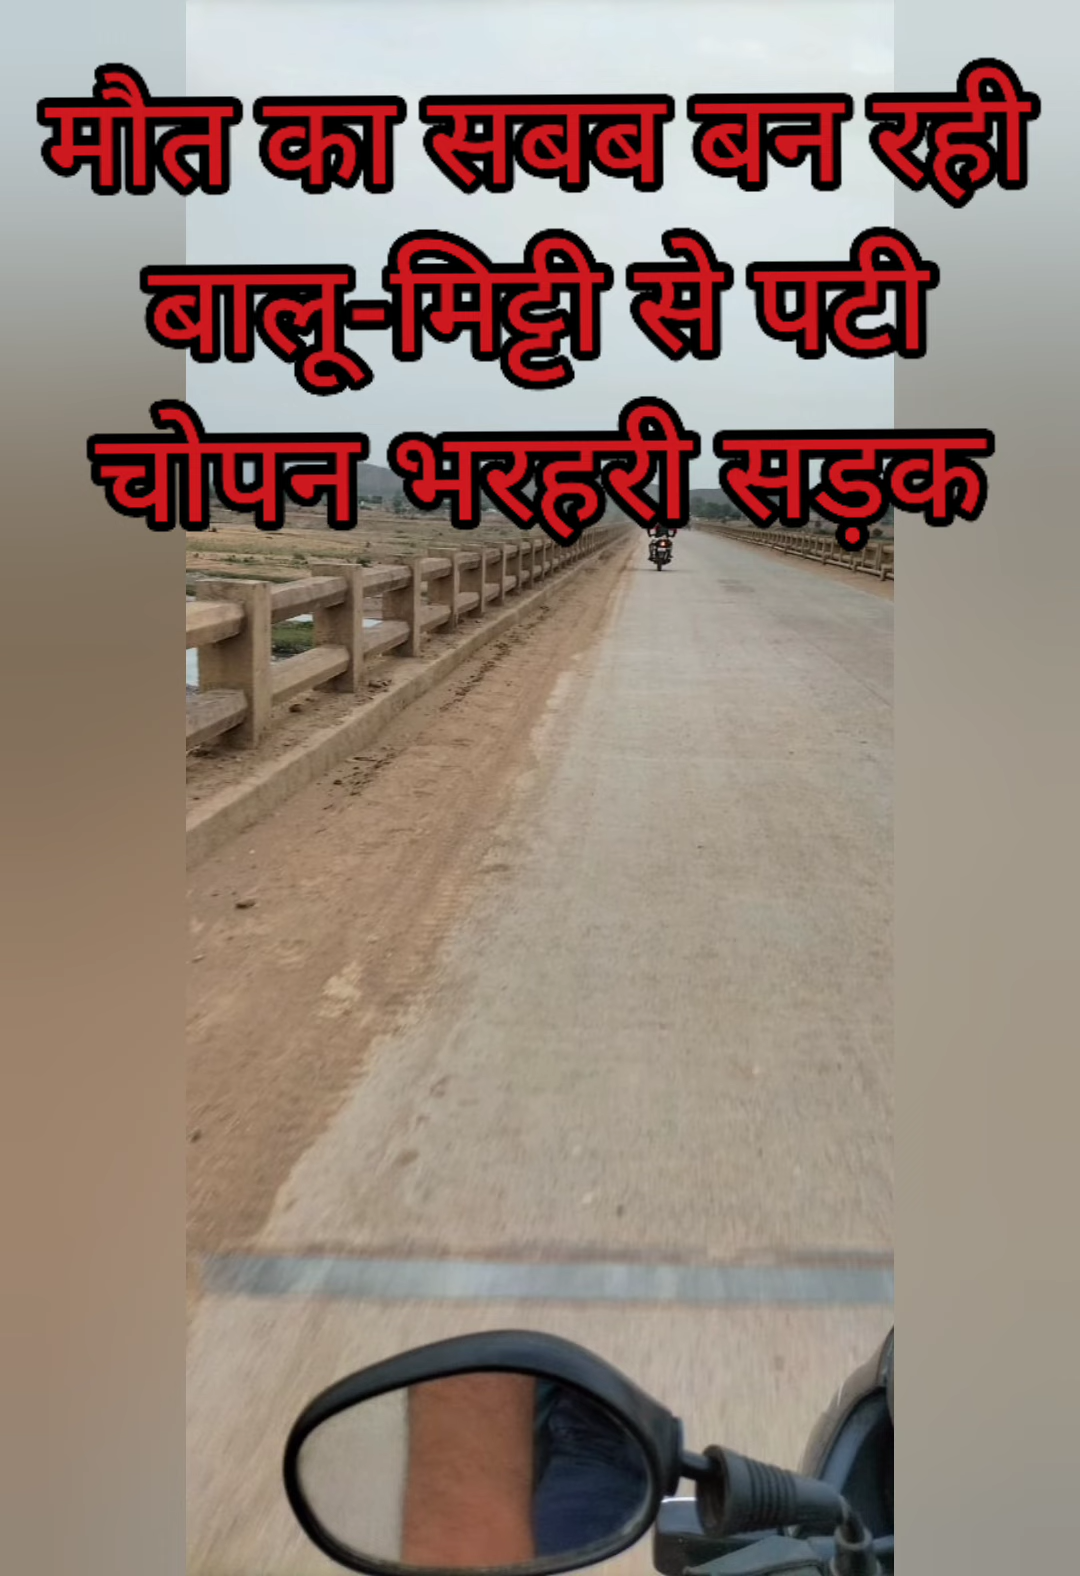 मौत का सबब बन रही
बालू-मिट्टी से पटी
चोपन भरहरी सड़क